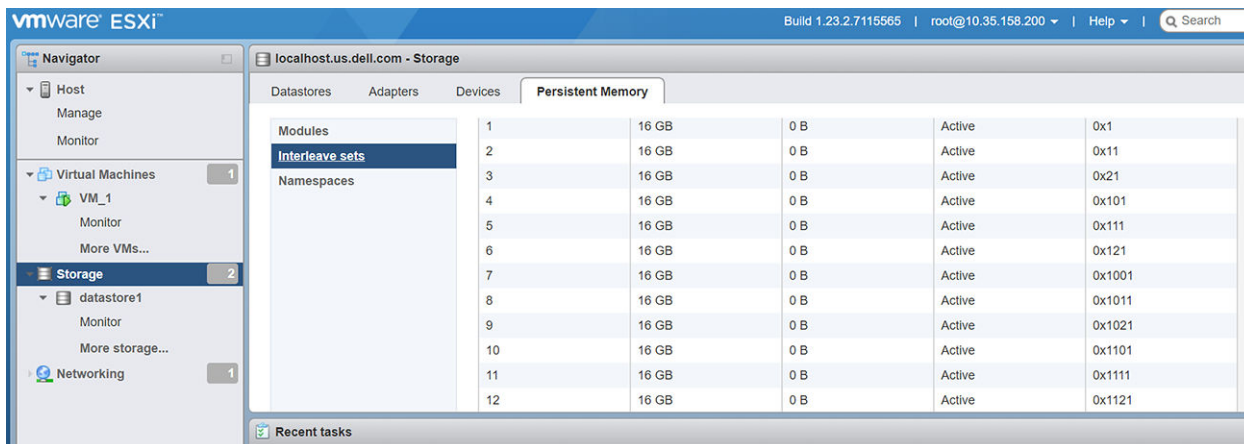 vmware ESXi™
Build 1.23.2.7115565 | root@10.35.158.200 | Help | Search
Navigator
Host
Manage
Monitor
Virtual Machines 1
VM_1
Monitor
More VMs...
Storage 2
datastore1
Monitor
More storage...
Networking 1
localhost.us.dell.com - Storage
Datastores Adapters Devices Persistent Memory
Modules
Interleave sets
Namespaces
1 16 GB 0 B Active 0x1
2 16 GB 0 B Active 0x11
3 16 GB 0 B Active 0x21
4 16 GB 0 B Active 0x101
5 16 GB 0 B Active 0x111
6 16 GB 0 B Active 0x121
7 16 GB 0 B Active 0x1001
8 16 GB 0 B Active 0x1011
9 16 GB 0 B Active 0x1021
10 16 GB 0 B Active 0x1101
11 16 GB 0 B Active 0x1111
12 16 GB 0 B Active 0x1121
Recent tasks